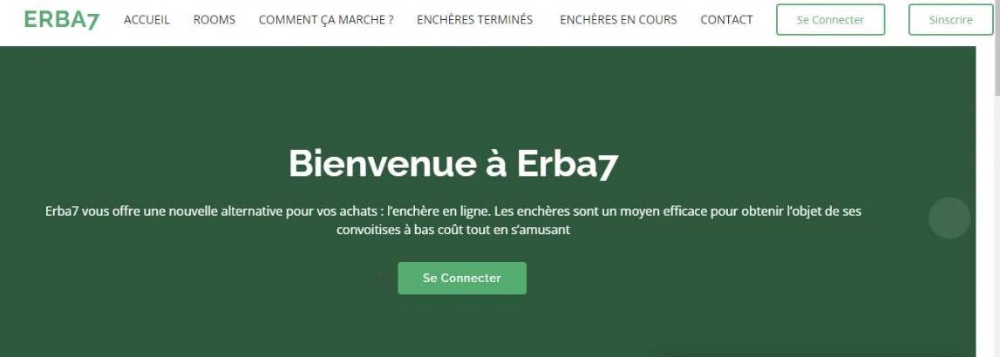 ERBA7 ACCUEIL ROOMS COMMENT ÇA MARCHE ? ENCHÈRES TERMINÉS ENCHÈRES EN COURS CONTACT Se Connecter Sinscrire
Bienvenue à Erba7
Erba7 vous offre une nouvelle alternative pour vos achats : l’enchère en ligne. Les enchères sont un moyen efficace pour obtenir l’objet de ses
convoitises à bas coût tout en s’amusant
Se Connecter